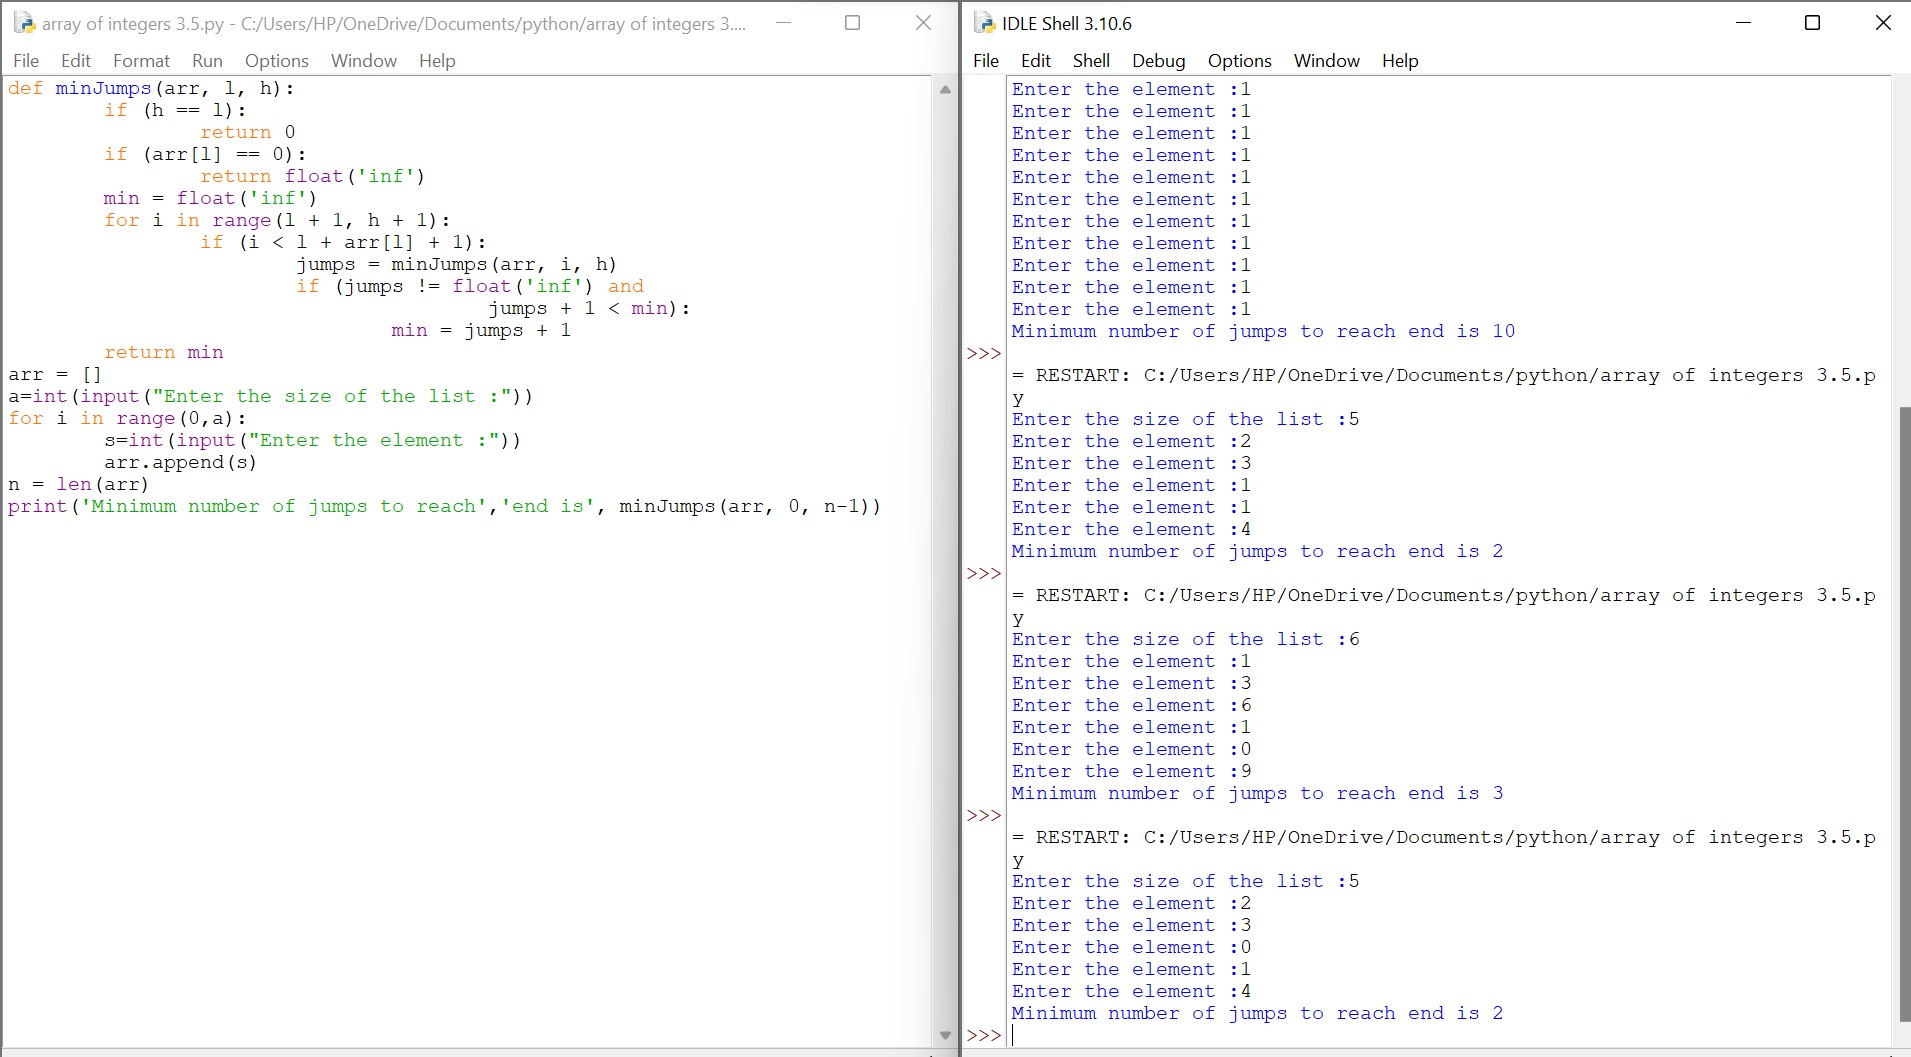 array of integers 3.5.py - C:/Users/HP/OneDrive/Documents/python/array of integers 3....
File Edit Format Run Options Window Help
def minJumps(arr, l, h):
        if (h == l):
                return 0
        if (arr[l] == 0):
                return float('inf')
        min = float('inf')
        for i in range(l + 1, h + 1):
                if (i < l + arr[l] + 1):
                        jumps = minJumps(arr, i, h)
                        if (jumps != float('inf') and
                                        jumps + 1 < min):
                                min = jumps + 1
        return min
arr = []
a=int(input("Enter the size of the list :"))
for i in range(0,a):
        s=int(input("Enter the element :"))
        arr.append(s)
n = len(arr)
print('Minimum number of jumps to reach','end is', minJumps(arr, 0, n-1))
IDLE Shell 3.10.6
File Edit Shell Debug Options Window Help
Enter the element :1
Enter the element :1
Enter the element :1
Enter the element :1
Enter the element :1
Enter the element :1
Enter the element :1
Enter the element :1
Enter the element :1
Enter the element :1
Enter the element :1
Minimum number of jumps to reach end is 10
>>>
= RESTART: C:/Users/HP/OneDrive/Documents/python/array of integers 3.5.p
y
Enter the size of the list :5
Enter the element :2
Enter the element :3
Enter the element :1
Enter the element :1
Enter the element :4
Minimum number of jumps to reach end is 2
>>>
= RESTART: C:/Users/HP/OneDrive/Documents/python/array of integers 3.5.p
y
Enter the size of the list :6
Enter the element :1
Enter the element :3
Enter the element :6
Enter the element :1
Enter the element :0
Enter the element :9
Minimum number of jumps to reach end is 3
>>>
= RESTART: C:/Users/HP/OneDrive/Documents/python/array of integers 3.5.p
y
Enter the size of the list :5
Enter the element :2
Enter the element :3
Enter the element :0
Enter the element :1
Enter the element :4
Minimum number of jumps to reach end is 2
>>>